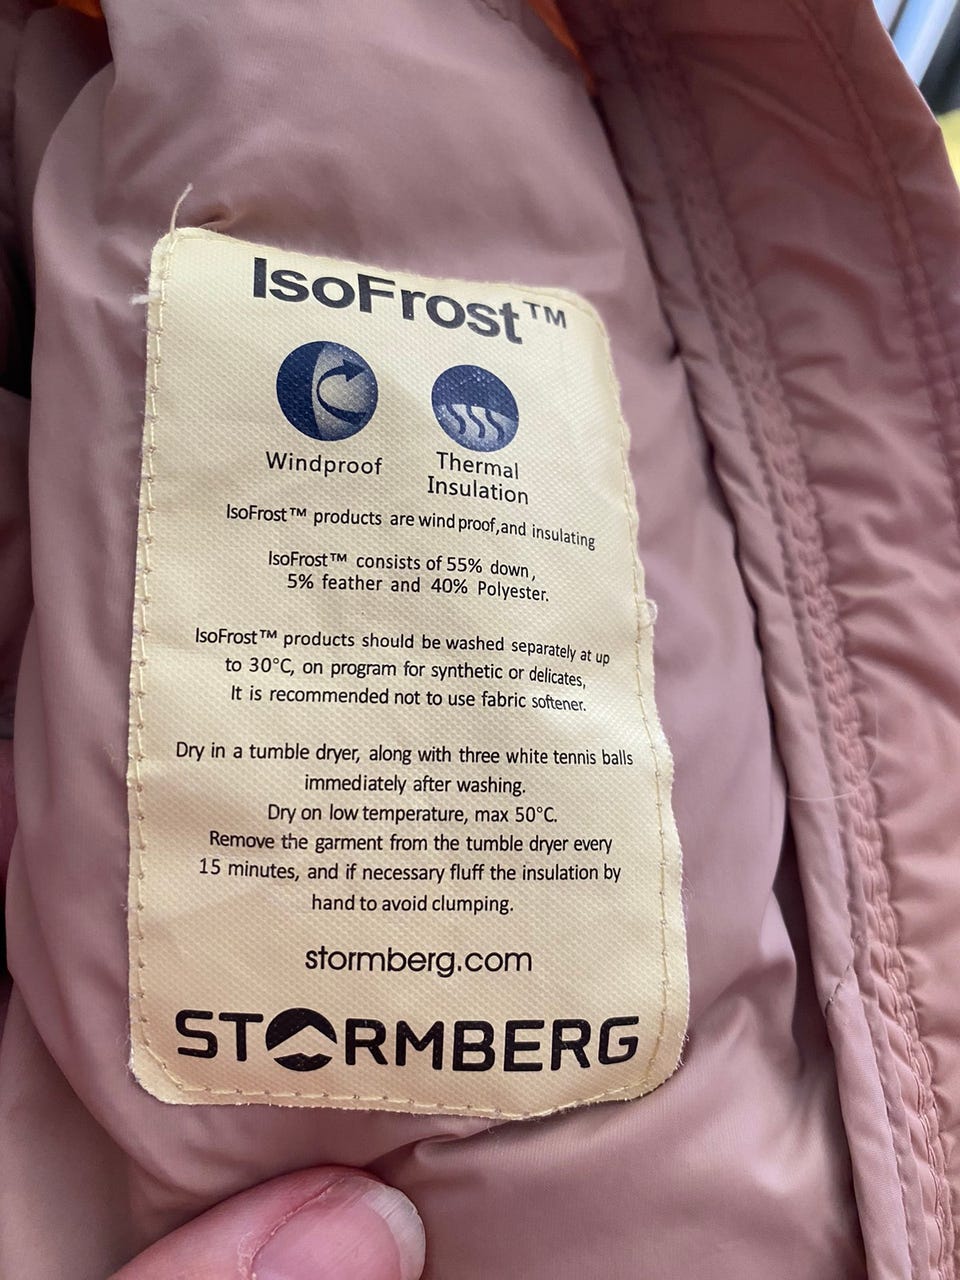 IsoFrost™
Windproof
Thermal
Insulation
IsoFrost™ products are wind proof,and insulating
IsoFrost™ consists of 55% down,
5% feather and 40% Polyester.
IsoFrost™ products should be washed separately at up
to 30°C, on program for synthetic or delicates,
It is recommended not to use fabric softener.
Dry in a tumble dryer, along with three white tennis balls
immediately after washing.
Dry on low temperature, max 50°C.
Remove the garment from the tumble dryer every
15 minutes, and if necessary fluff the insulation by
hand to avoid clumping.
stormberg.com
STORMBERG